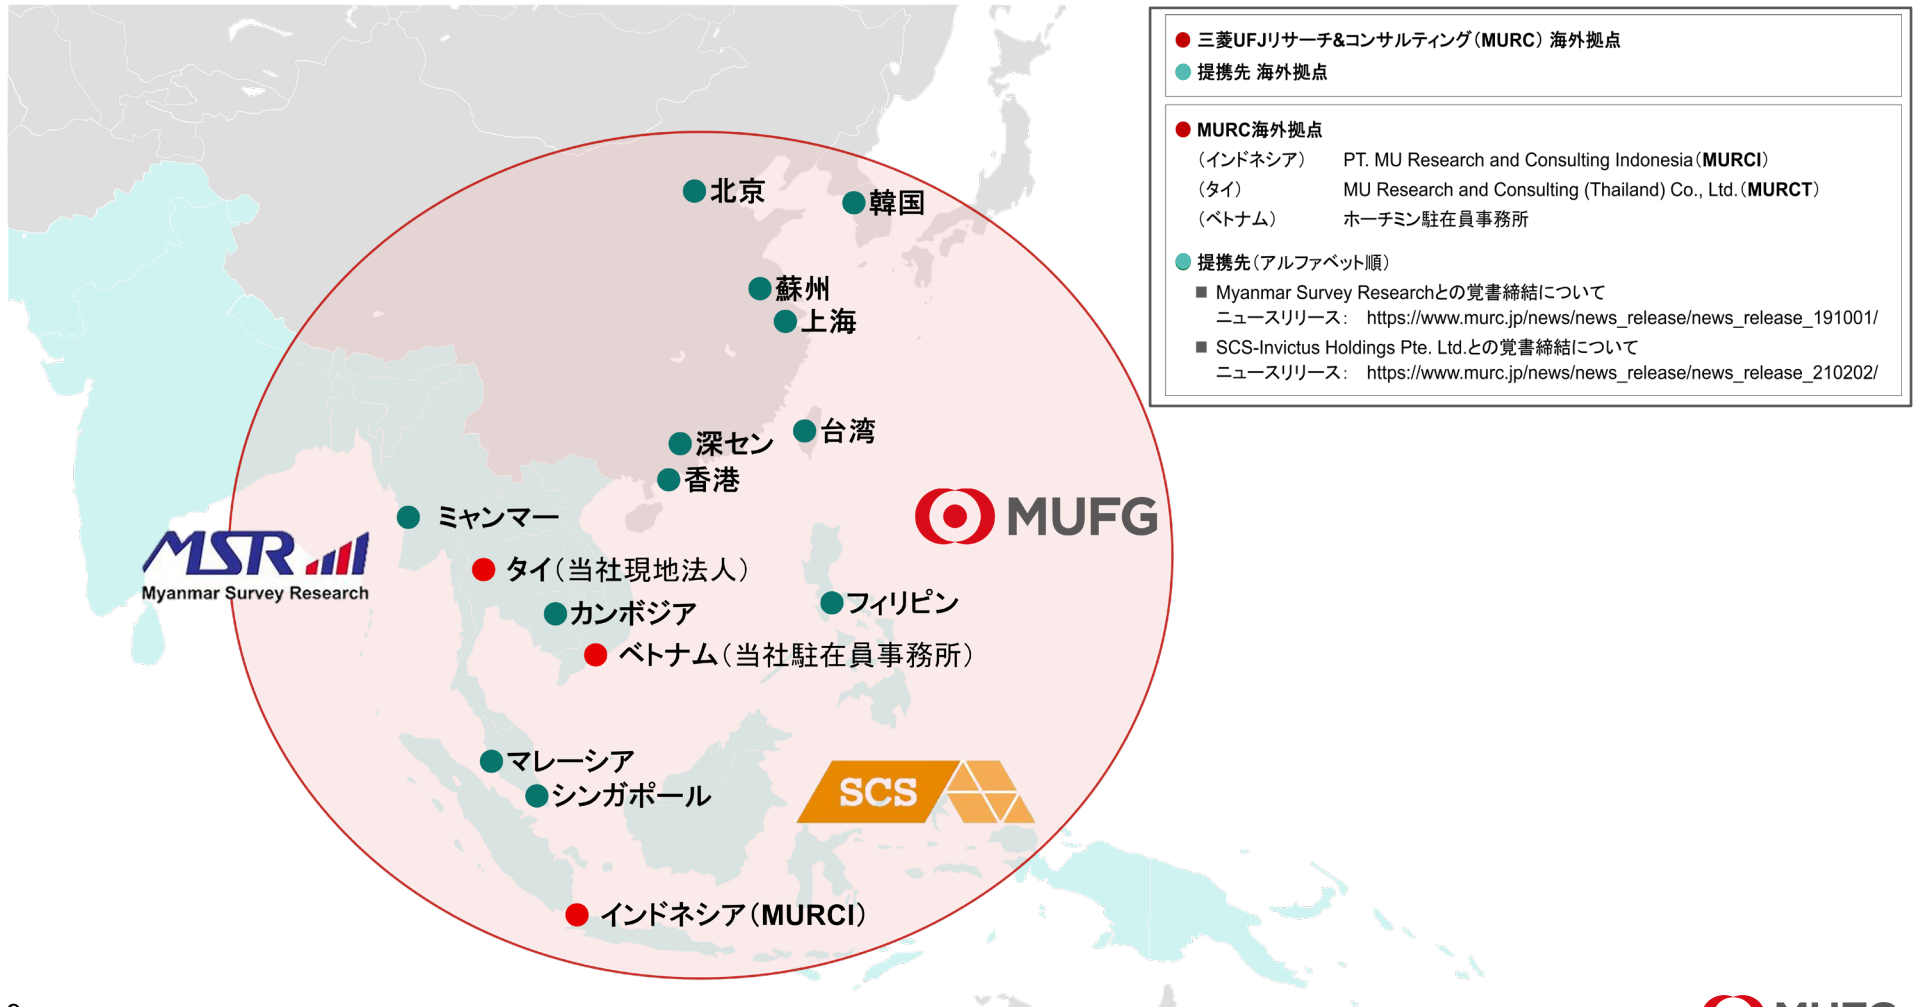 ● 三菱UFJリサーチ&コンサルティング（MURC） 海外拠点
● 提携先 海外拠点
● MURC海外拠点
（インドネシア） PT. MU Research and Consulting Indonesia（MURCI）
（タイ） MU Research and Consulting (Thailand) Co., Ltd.（MURCT）
（ベトナム） ホーチミン駐在員事務所
● 提携先（アルファベット順）
■ Myanmar Survey Researchとの覚書締結について
ニュースリリース： https://www.murc.jp/news/news_release/news_release_191001/
■ SCS-Invictus Holdings Pte. Ltd.との覚書締結について
ニュースリリース： https://www.murc.jp/news/news_release/news_release_210202/
北京
韓国
蘇州
上海
台湾
深セン
香港
MUFG
ミャンマー
MSR
Myanmar Survey Research
タイ（当社現地法人）
カンボジア
フィリピン
ベトナム（当社駐在員事務所）
マレーシア
シンガポール
SCS
インドネシア（MURCI）
MUFG